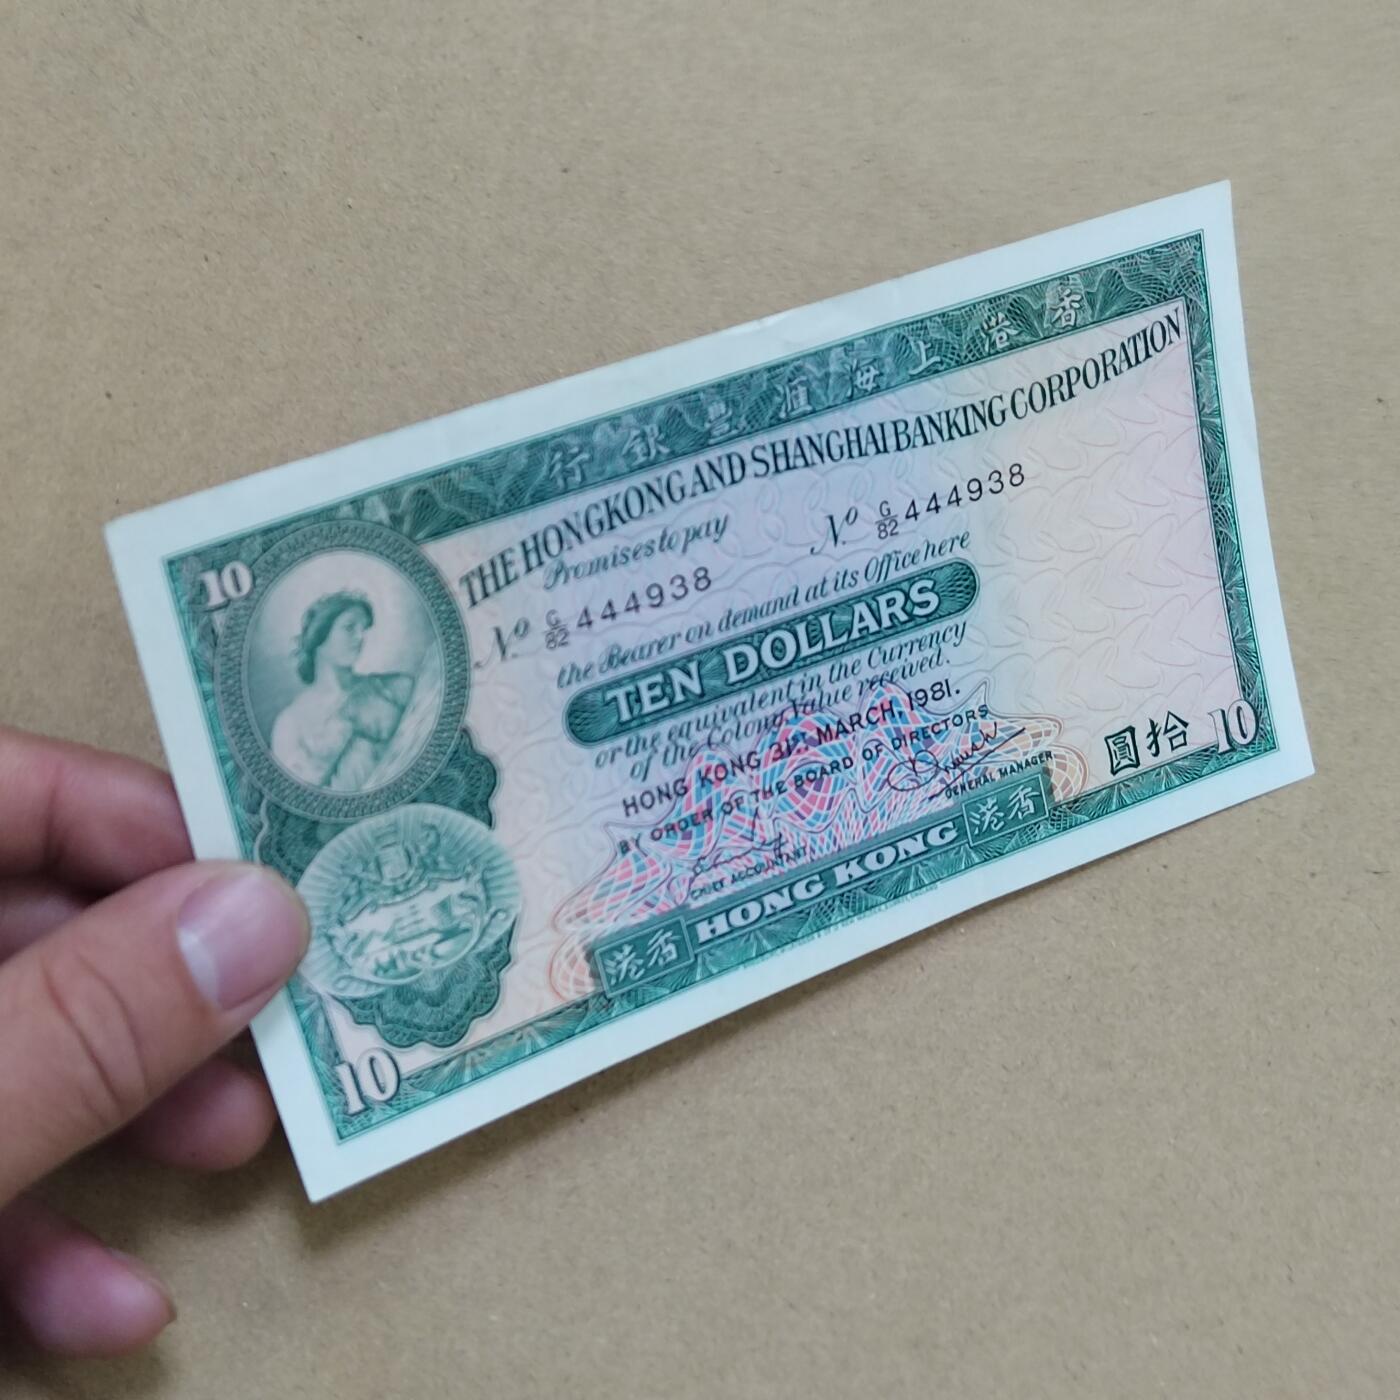 行銀豐滙海上港香
THE HONGKONG AND SHANGHAI BANKING CORPORATION
10
Promises to pay
No G/82 444938
No G/82 444938
the Bearer on demand at its Office here
TEN DOLLARS
or the equivalent in the Currency
of the Colony Value received.
HONG KONG 31ST MARCH, 1981.
BY ORDER OF THE BOARD OF DIRECTORS
GENERAL MANAGER
CHIEF ACCOUNTANT
圓拾 10
港香 HONG KONG 港香
10